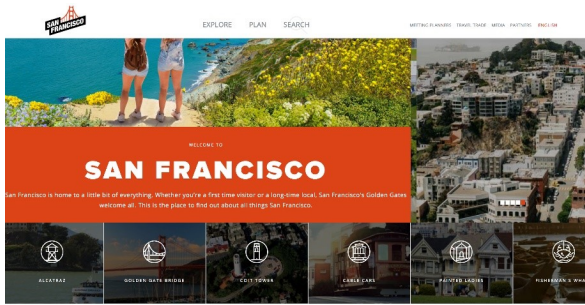 SAN
FRANCISCO
EXPLORE PLAN SEARCH
MEETING PLANNERS TRAVEL TRADE MEDIA PARTNERS ENGLISH
WELCOME TO
SAN FRANCISCO
San Francisco is home to a little bit of everything. Whether you're a first time visitor or a long-time local, San Francisco's Golden Gates
welcome all. This is the place to find out about all things San Francisco.
ALCATRAZ
GOLDEN GATE BRIDGE
COIT TOWER
CABLE CARS
PAINTED LADIES
FISHERMAN'S WHA